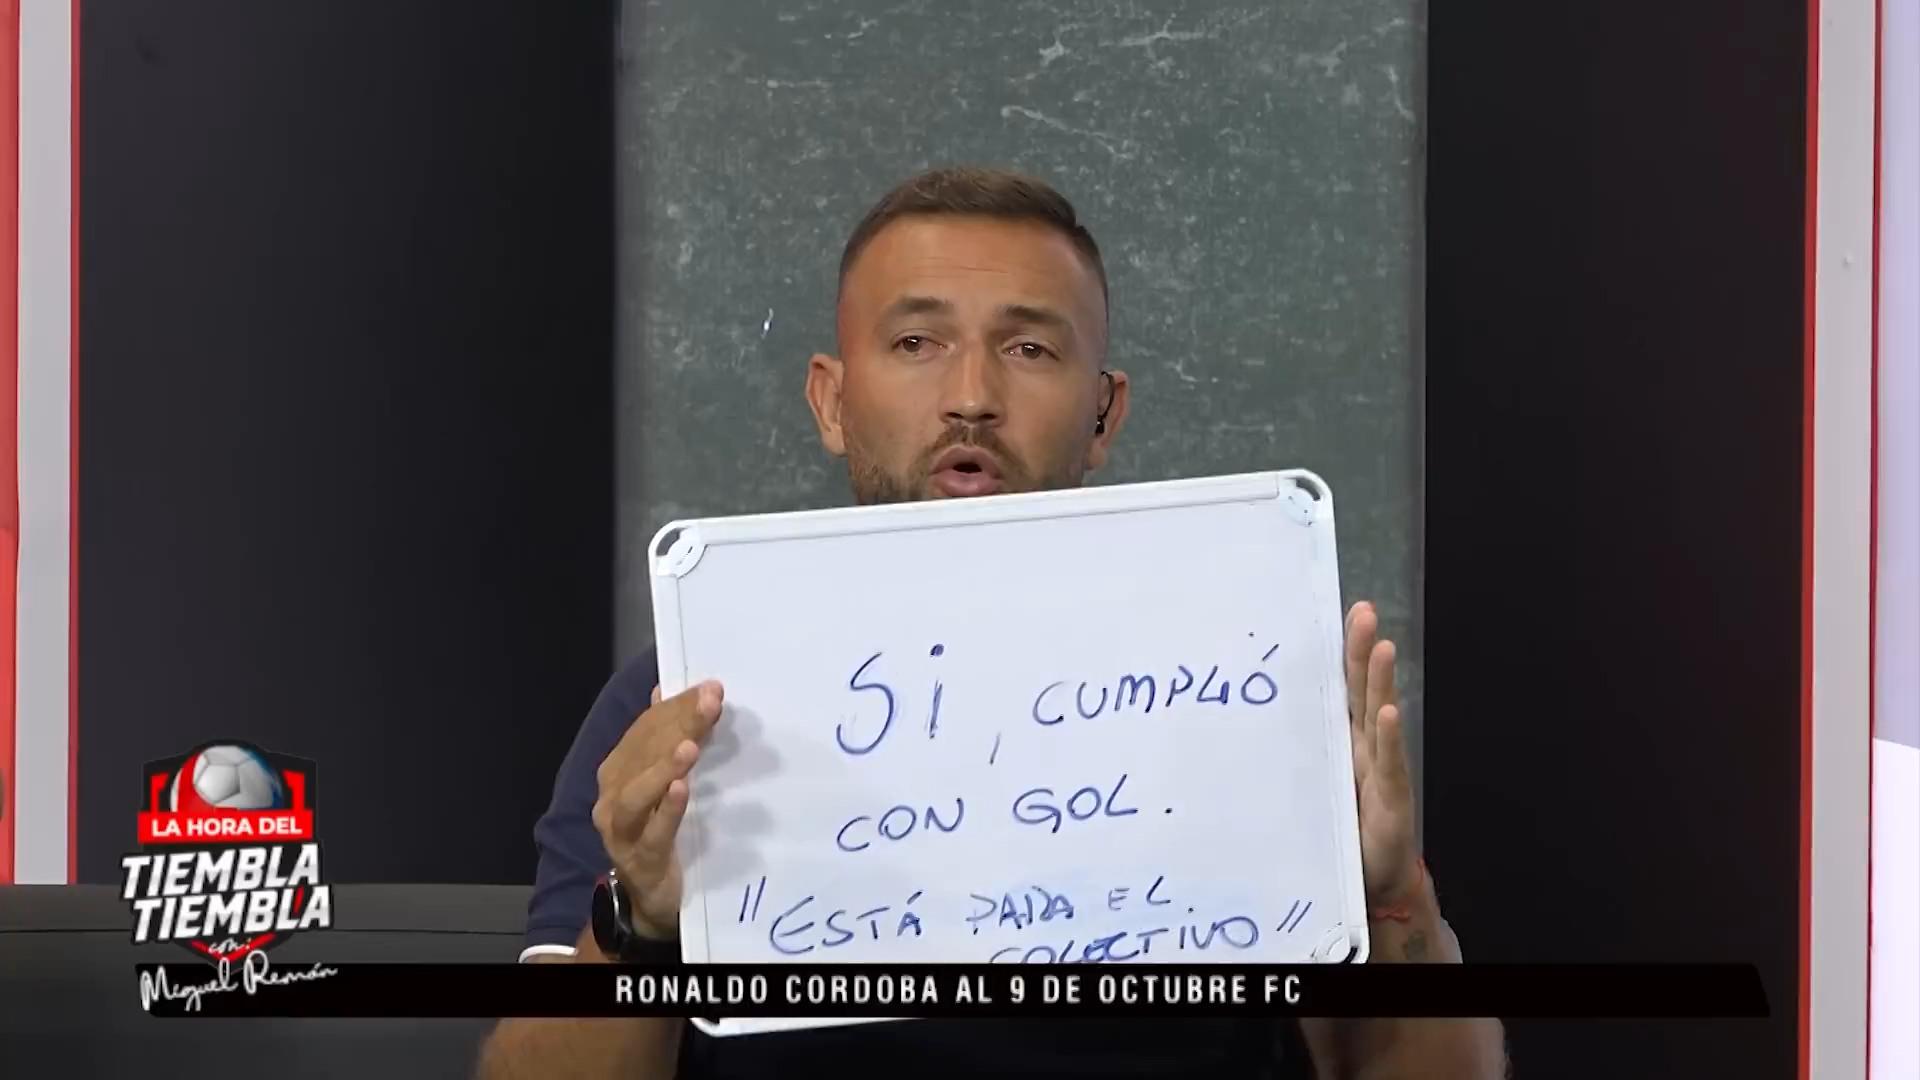 SI, CUMPLIÓ
CON GOL.
"ESTÁ PARA EL
COLECTIVO"
LA HORA DEL
TIEMBLA
TIEMBLA
con:
Miguel Remón
RONALDO CORDOBA AL 9 DE OCTUBRE FC